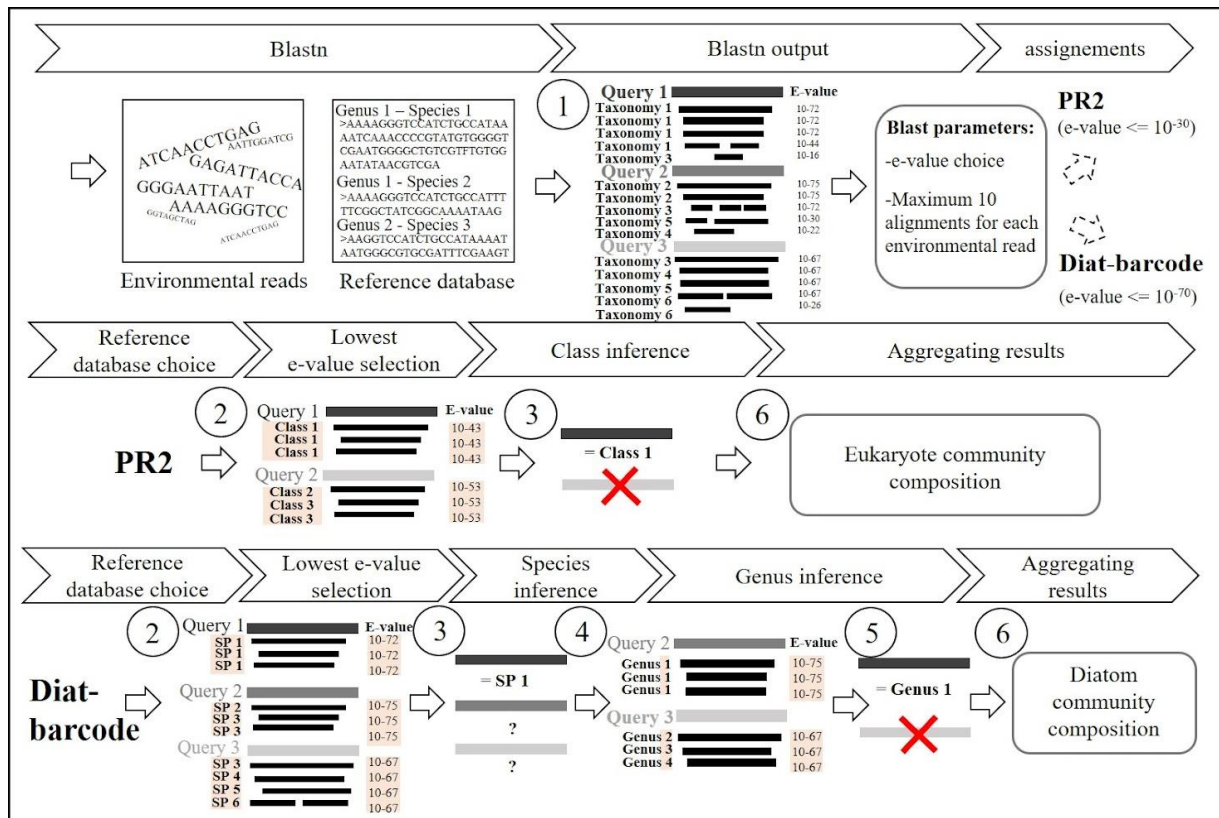 Blastn
Blastn output
assignements
ATCAACCTGAG
AATTGGATCG
GAGATTACCA
GGGAATTAAT
AAAAGGGTCC
GGTAGCTAG
ATCAACCTGAG
Environmental reads
Genus 1 – Species 1
>AAAAGGGTCCATCTGCCATAA
AATCAAACCCCGTATGTGGGGT
CGAATGGGGCTGTCGTTTGTGG
AATATAACGTCGA
Genus 1 - Species 2
>AAAAGGGTCCATCTGCCATTT
TTCGGCTATCGGCAAAATAAG
Genus 2 - Species 3
>AAGGTCCATCTGCCATAAAAT
AATGGGCGTGCGATTTCGAAGT
Reference database
1
Query 1 E-value
Taxonomy 1 10-72
Taxonomy 1 10-72
Taxonomy 1 10-72
Taxonomy 1 10-44
Taxonomy 3 10-16
Query 2
Taxonomy 2 10-75
Taxonomy 2 10-75
Taxonomy 3 10-72
Taxonomy 5 10-30
Taxonomy 4 10-22
Query 3
Taxonomy 3 10-67
Taxonomy 4 10-67
Taxonomy 5 10-67
Taxonomy 6 10-67
Taxonomy 6 10-26
Blast parameters:
-e-value choice
-Maximum 10
alignments for each
environmental read
PR2
(e-value <= 10-30)
Diat-barcode
(e-value <= 10-70)
Reference
database choice
Lowest
e-value selection
Class inference
Aggregating results
PR2
2
Query 1 E-value
Class 1 10-43
Class 1 10-43
Class 1 10-43
Query 2
Class 2 10-53
Class 3 10-53
Class 3 10-53
3
= Class 1
6
Eukaryote community
composition
Reference
database choice
Lowest e-value
selection
Species
inference
Genus inference
Aggregating
results
Diat-
barcode
2
Query 1 E-value
SP 1 10-72
SP 1 10-72
SP 1 10-72
Query 2
SP 2 10-75
SP 3 10-75
SP 3 10-75
Query 3
SP 3 10-67
SP 4 10-67
SP 5 10-67
SP 6 10-67
3
= SP 1
?
?
4
Query 2 E-value
Genus 1 10-75
Genus 1 10-75
Genus 1 10-75
Query 3
Genus 2 10-67
Genus 3 10-67
Genus 4 10-67
5
= Genus 1
6
Diatom
community
composition